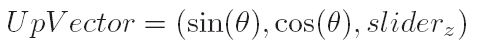 UpVector = (sin(θ), cos(θ), slider_z)